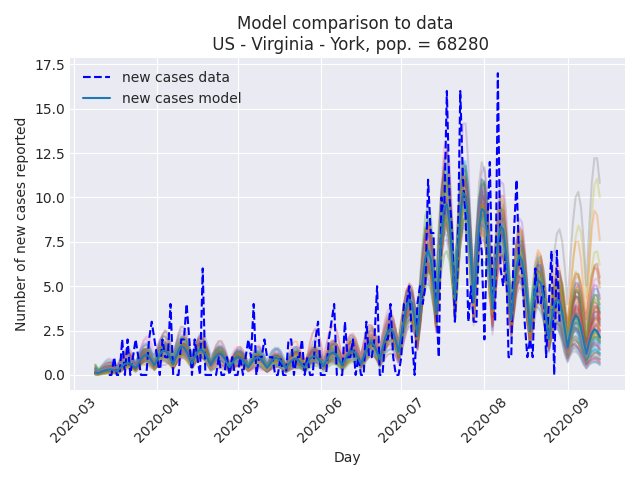 Model comparison to data
US - Virginia - York, pop. = 68280
17.5
15.0
12.5
10.0
7.5
5.0
2.5
0.0
Number of new cases reported
new cases data
new cases model
2020-03
2020-04
2020-05
2020-06
2020-07
2020-08
2020-09
Day